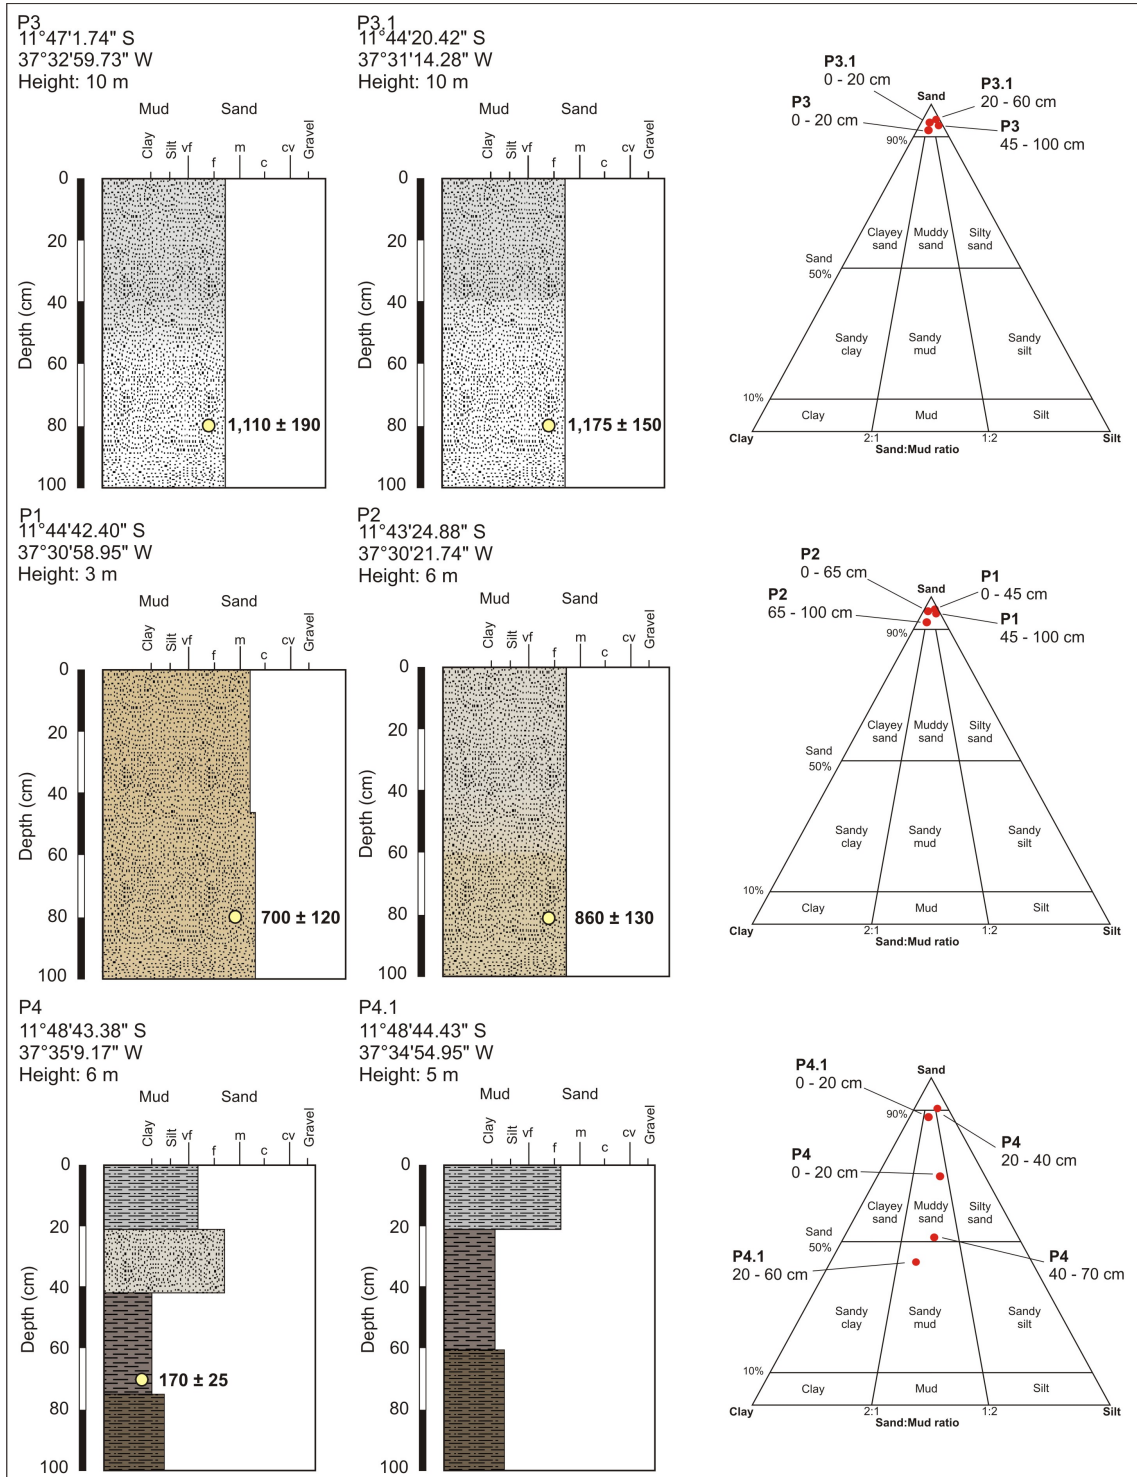 P3
11°47'1.74" S
37°32'59.73" W
Height: 10 m
Mud Sand
Clay Silt vf f m c cv Gravel
Depth (cm)
0
20
40
60
80
100
1,110 ± 190
P3.1
11°44'20.42" S
37°31'14.28" W
Height: 10 m
Mud Sand
Clay Silt vf f m c cv Gravel
Depth (cm)
0
20
40
60
80
100
1,175 ± 150
P3.1
0 - 20 cm
P3
0 - 20 cm
Sand
P3.1
20 - 60 cm
P3
45 - 100 cm
90%
Clayey sand
Muddy sand
Silty sand
Sand
50%
Sandy clay
Sandy mud
Sandy silt
10%
Clay Mud Silt
Clay 2:1 1:2 Silt
Sand:Mud ratio
P1
11°44'42.40" S
37°30'58.95" W
Height: 3 m
Mud Sand
Clay Silt vf f m c cv Gravel
Depth (cm)
0
20
40
60
80
100
700 ± 120
P2
11°43'24.88" S
37°30'21.74" W
Height: 6 m
Mud Sand
Clay Silt vf f m c cv Gravel
Depth (cm)
0
20
40
60
80
100
860 ± 130
P2
0 - 65 cm
P2
65 - 100 cm
Sand
P1
0 - 45 cm
P1
45 - 100 cm
90%
Clayey sand
Muddy sand
Silty sand
Sand
50%
Sandy clay
Sandy mud
Sandy silt
10%
Clay Mud Silt
Clay 2:1 1:2 Silt
Sand:Mud ratio
P4
11°48'43.38" S
37°35'9.17" W
Height: 6 m
Mud Sand
Clay Silt vf f m c cv Gravel
Depth (cm)
0
20
40
60
80
100
170 ± 25
P4.1
11°48'44.43" S
37°34'54.95" W
Height: 5 m
Mud Sand
Clay Silt vf f m c cv Gravel
Depth (cm)
0
20
40
60
80
100
P4.1
0 - 20 cm
Sand
90%
P4
20 - 40 cm
P4
0 - 20 cm
Clayey sand
Muddy sand
Silty sand
Sand
50%
P4.1
20 - 60 cm
P4
40 - 70 cm
Sandy clay
Sandy mud
Sandy silt
10%
Clay Mud Silt
Clay 2:1 1:2 Silt
Sand:Mud ratio